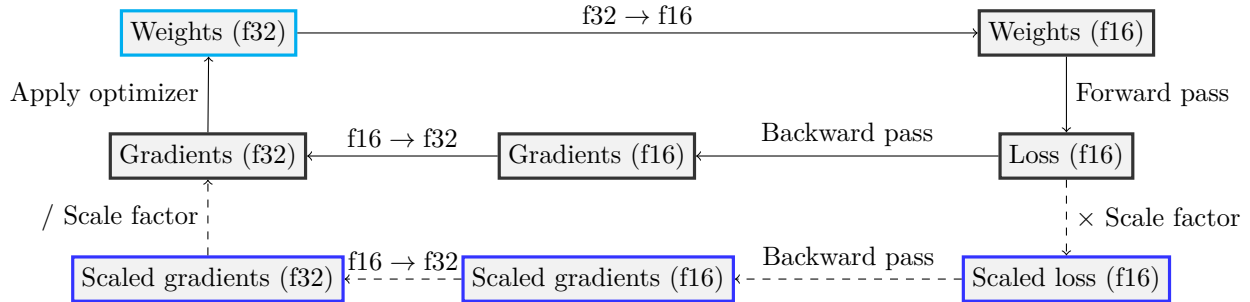 Weights (f32)
f32 → f16
Weights (f16)
Apply optimizer
Forward pass
Gradients (f32)
f16 → f32
Gradients (f16)
Backward pass
Loss (f16)
/ Scale factor
× Scale factor
Scaled gradients (f32)
f16 → f32
Scaled gradients (f16)
Backward pass
Scaled loss (f16)